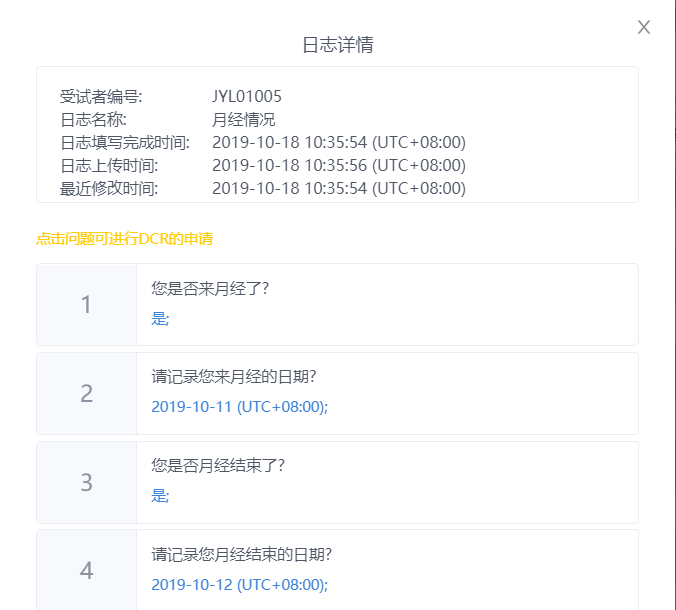 日志详情
受试者编号: JYL01005
日志名称: 月经情况
日志填写完成时间: 2019-10-18 10:35:54 (UTC+08:00)
日志上传时间: 2019-10-18 10:35:56 (UTC+08:00)
最近修改时间: 2019-10-18 10:35:54 (UTC+08:00)
点击问题可进行DCR的申请
1
您是否来月经了?
是;
2
请记录您来月经的日期?
2019-10-11 (UTC+08:00);
3
您是否月经结束了?
是;
4
请记录您月经结束的日期?
2019-10-12 (UTC+08:00);